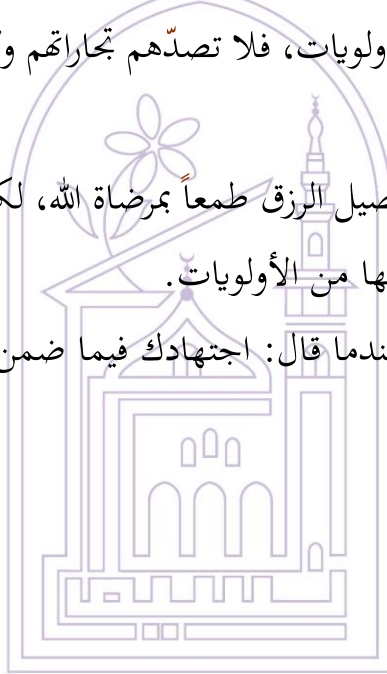 ولويات، فلا تصدّهم تجاراتهم و
صيل الرزق طمعاً بمرضاة الله، لك
ها من الأولويات.
ندما قال: اجتهادك فيما ضمن